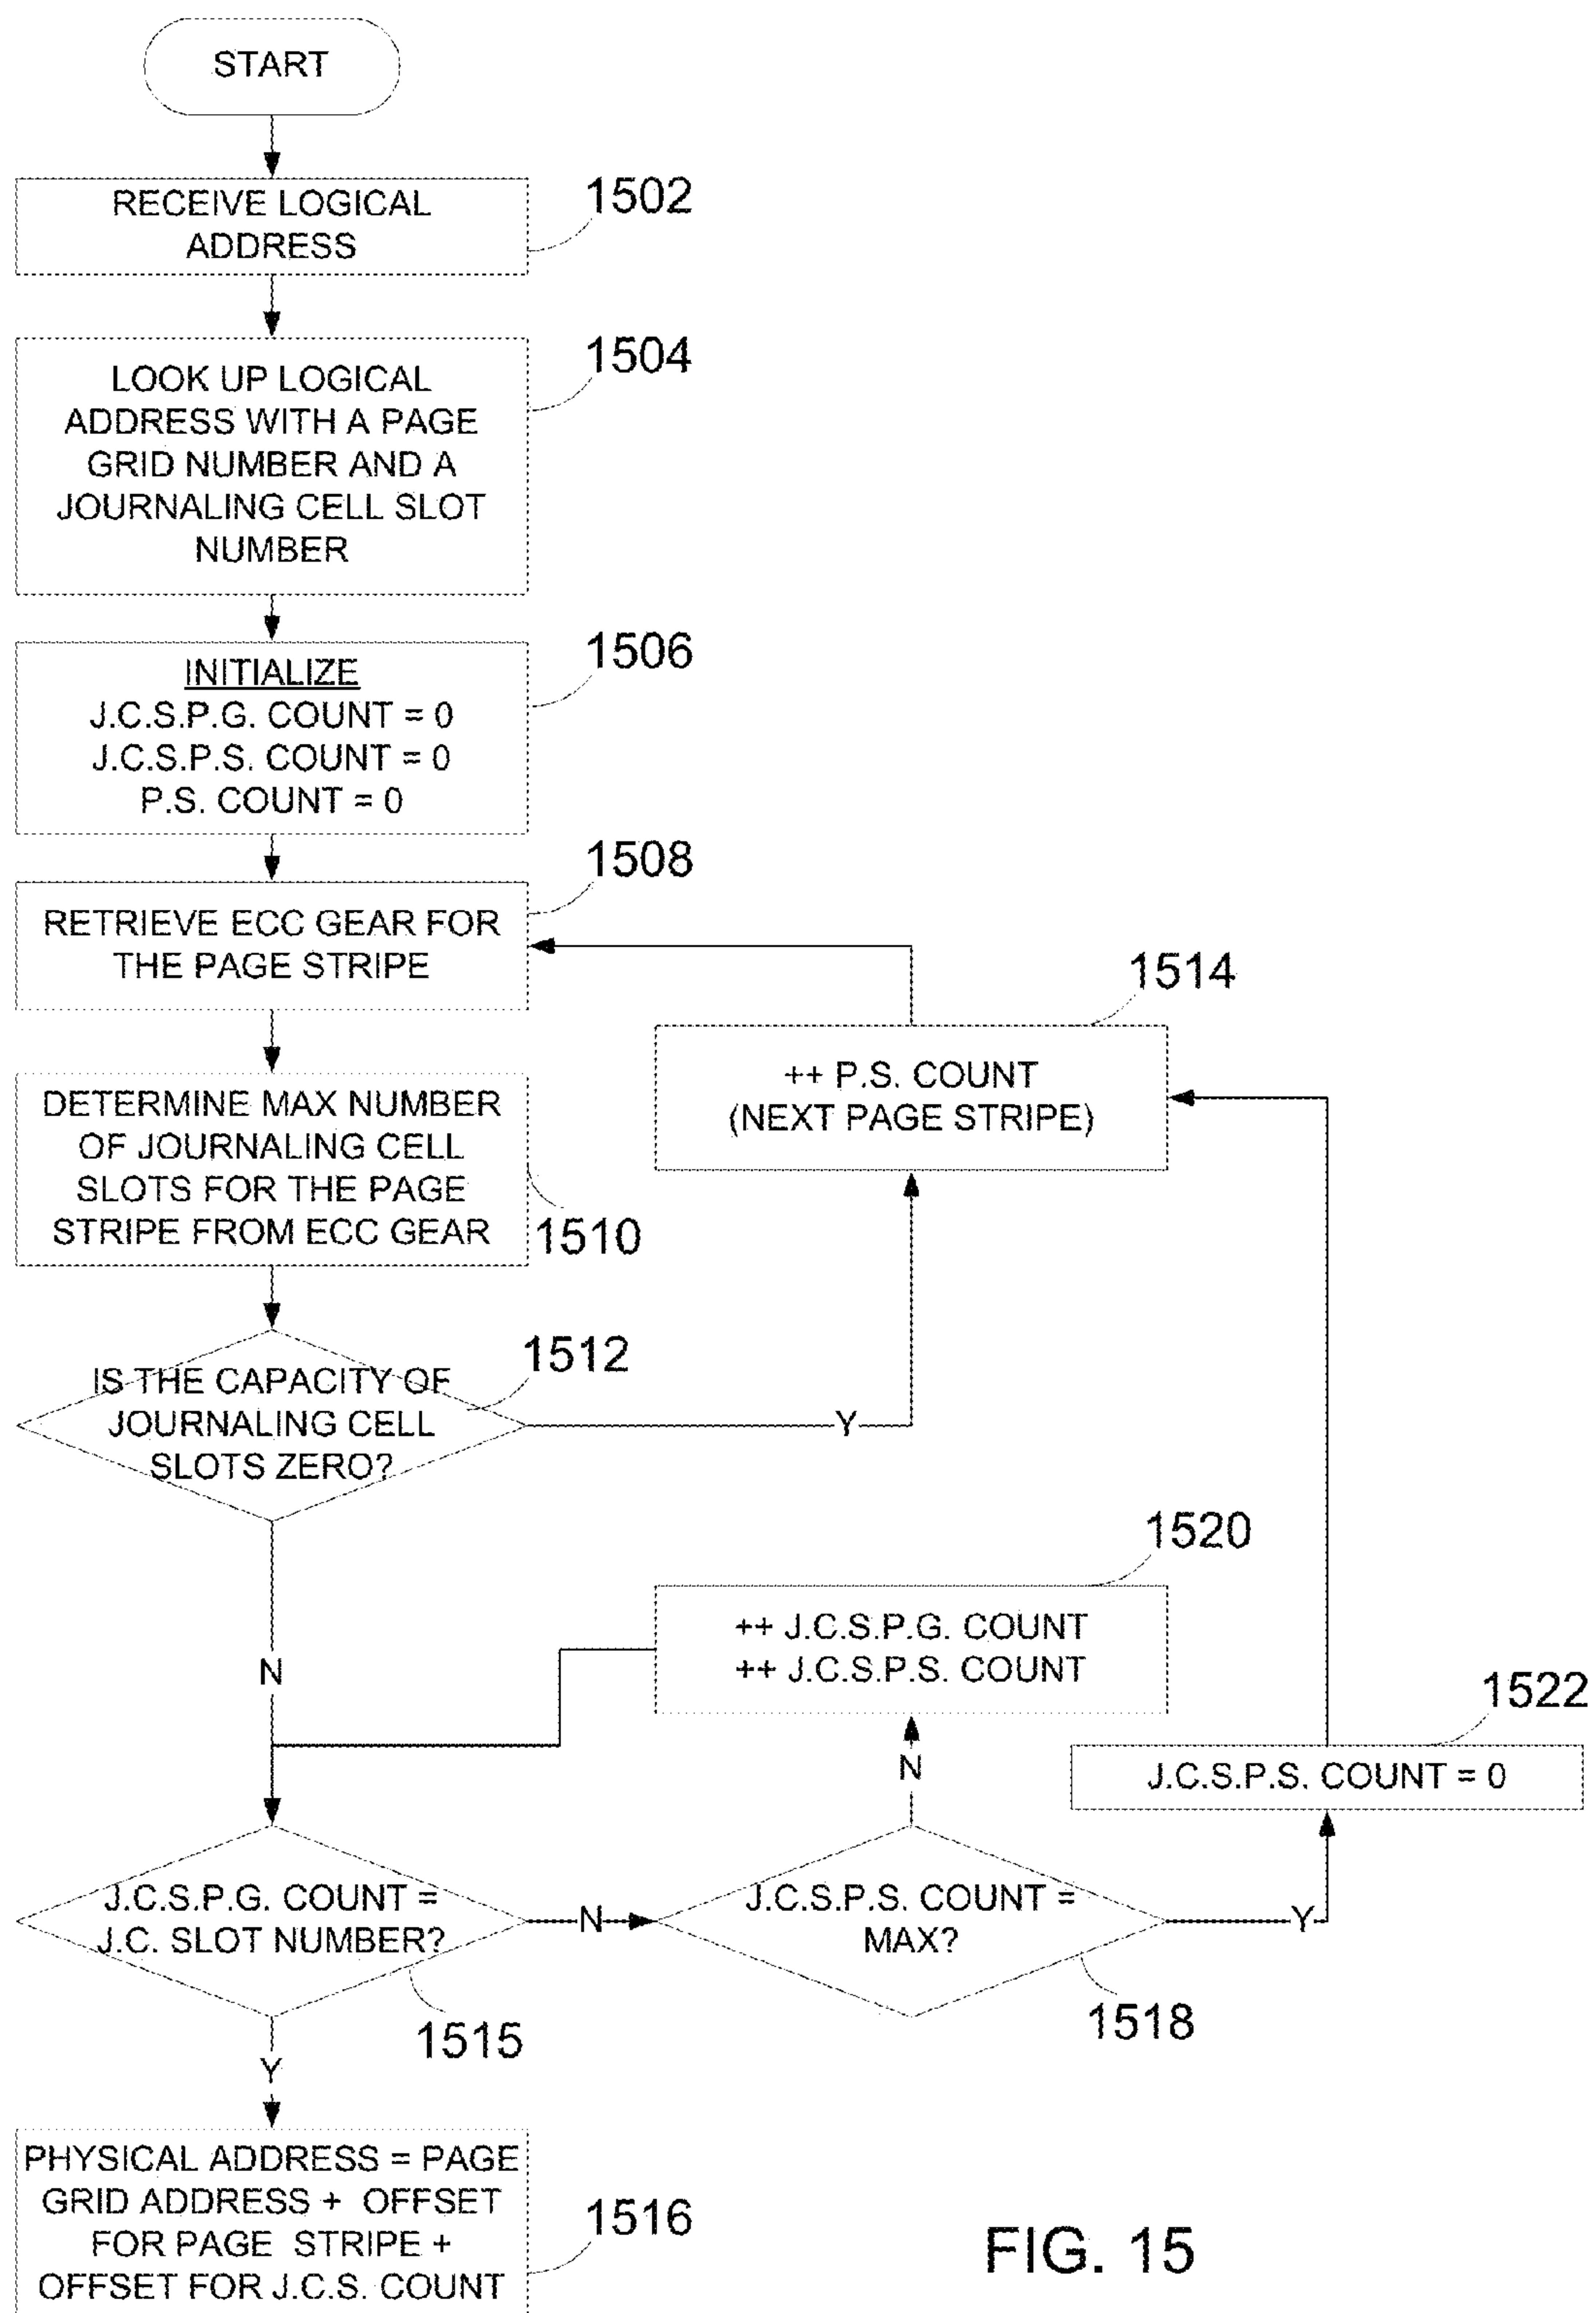 START
RECEIVE LOGICAL
ADDRESS
1502
LOOK UP LOGICAL
ADDRESS WITH A PAGE
GRID NUMBER AND A
JOURNALING CELL SLOT
NUMBER
1504
INITIALIZE
J.C.S.P.G. COUNT = 0
J.C.S.P.S. COUNT = 0
P.S. COUNT = 0
1506
RETRIEVE ECC GEAR FOR
THE PAGE STRIPE
1508
DETERMINE MAX NUMBER
OF JOURNALING CELL
SLOTS FOR THE PAGE
STRIPE FROM ECC GEAR
1510
++ P.S. COUNT
(NEXT PAGE STRIPE)
1514
IS THE CAPACITY OF
JOURNALING CELL
SLOTS ZERO?
1512
Y
N
++ J.C.S.P.G. COUNT
++ J.C.S.P.S. COUNT
1520
J.C.S.P.S. COUNT = 0
1522
N
J.C.S.P.G. COUNT =
J.C. SLOT NUMBER?
1515
N
J.C.S.P.S. COUNT =
MAX?
1518
Y
Y
PHYSICAL ADDRESS = PAGE
GRID ADDRESS + OFFSET
FOR PAGE STRIPE +
OFFSET FOR J.C.S. COUNT
1516
FIG. 15